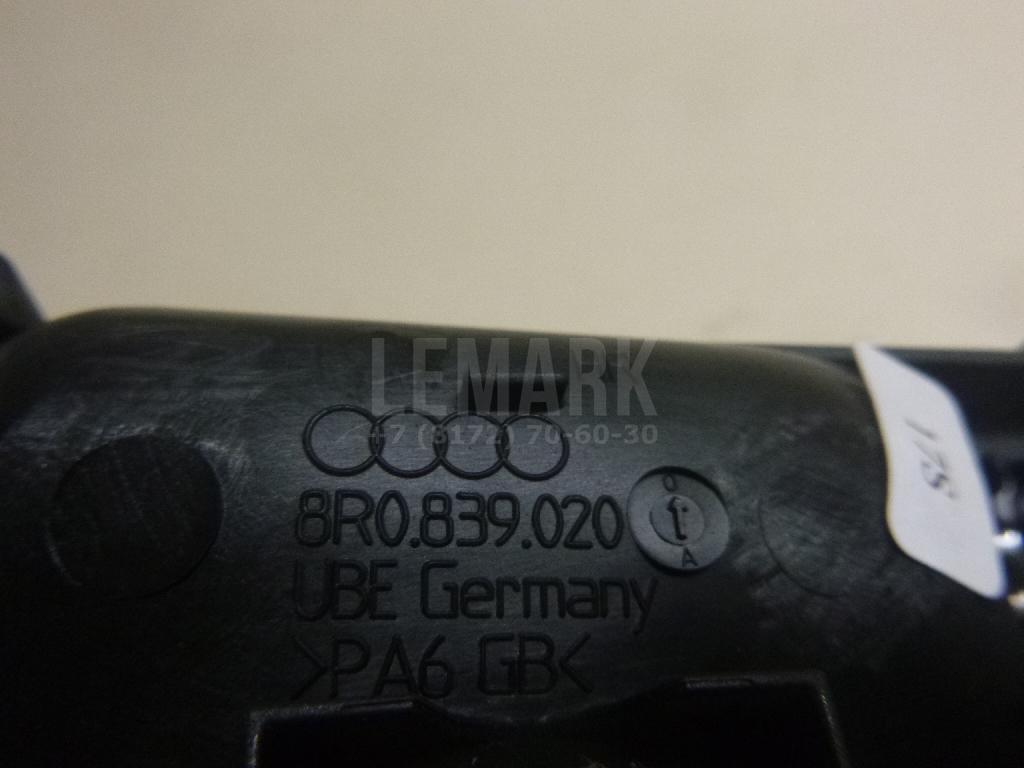 LEMARK
+7 (8172) 70-60-30
8R0.839.020
UBE Germany
>PA6 GB<
A